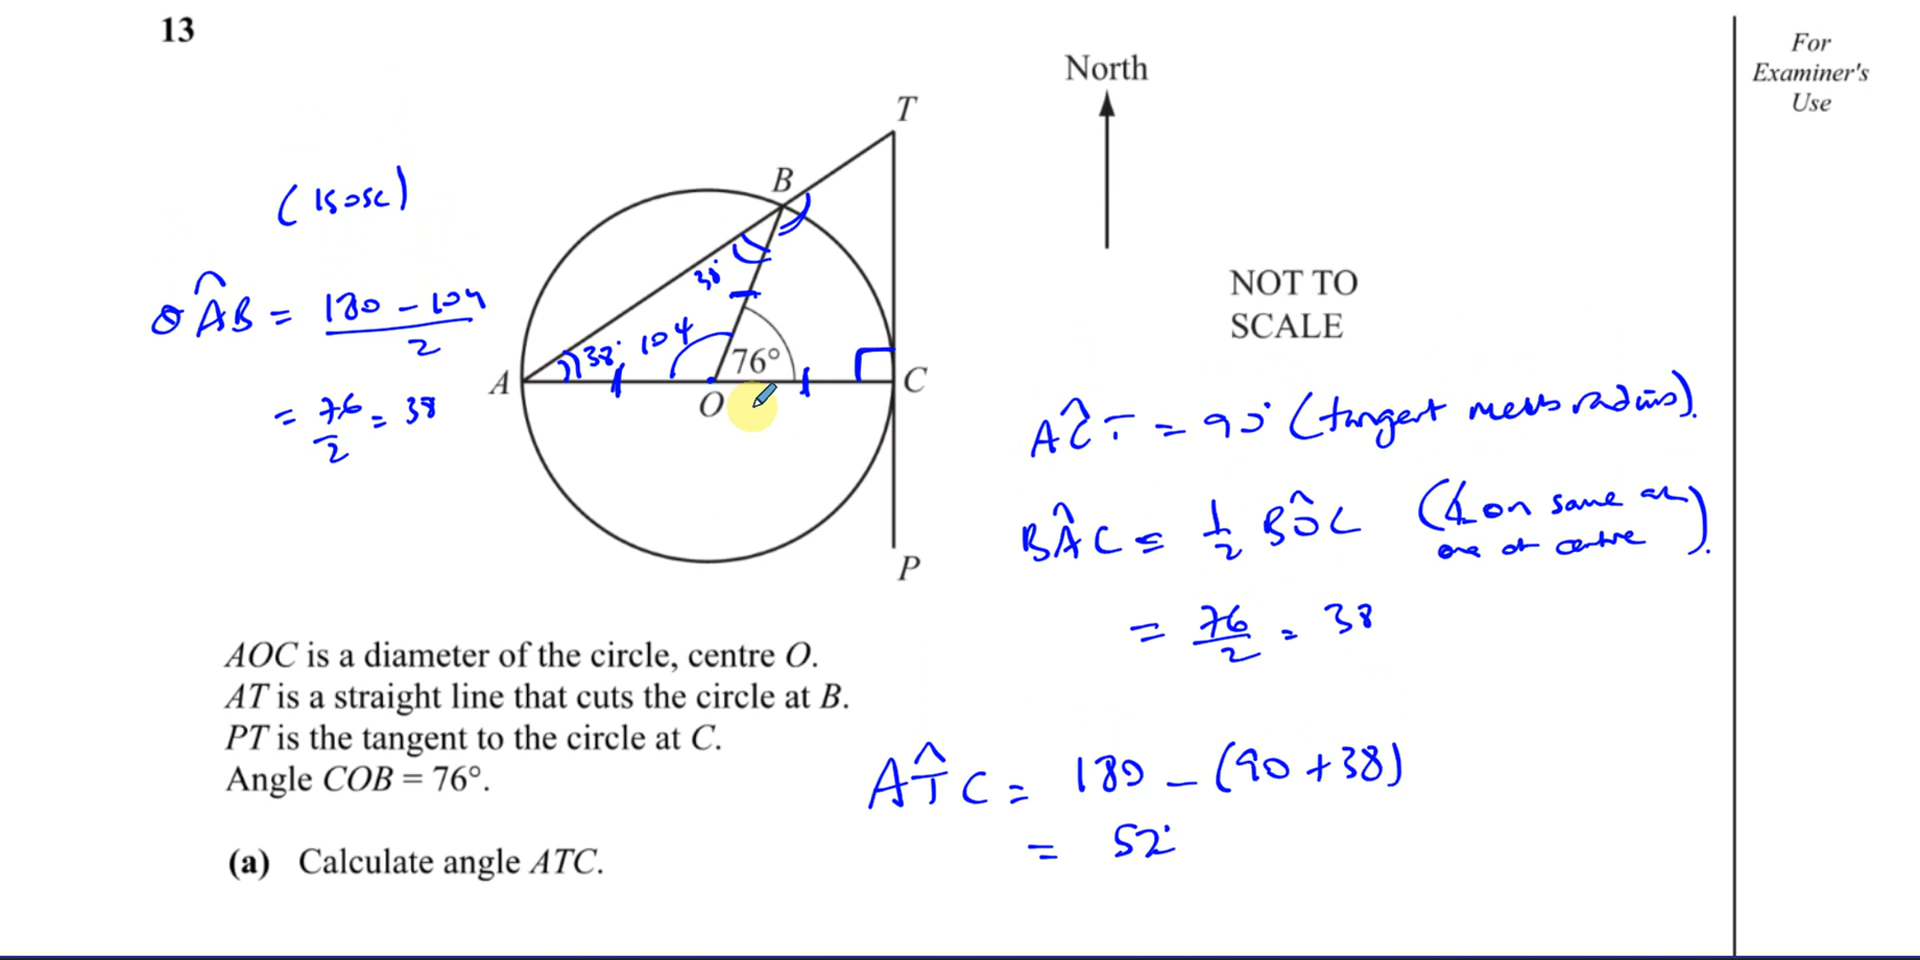 13
For
Examiner's
Use
North
T
B
(isosc)
38°
OÂB = 180 - 104 / 2
= 76/2 = 38
38° 104 76°
A
O
C
P
NOT TO
SCALE
AĈT = 90° (tangent meets radius).
BÂC = 1/2 BÔC (∠ on same arc
one at centre).
= 76/2 = 38
AOC is a diameter of the circle, centre O.
AT is a straight line that cuts the circle at B.
PT is the tangent to the circle at C.
Angle COB = 76°.
AT̂C = 180 - (90 + 38)
= 52°
(a) Calculate angle ATC.